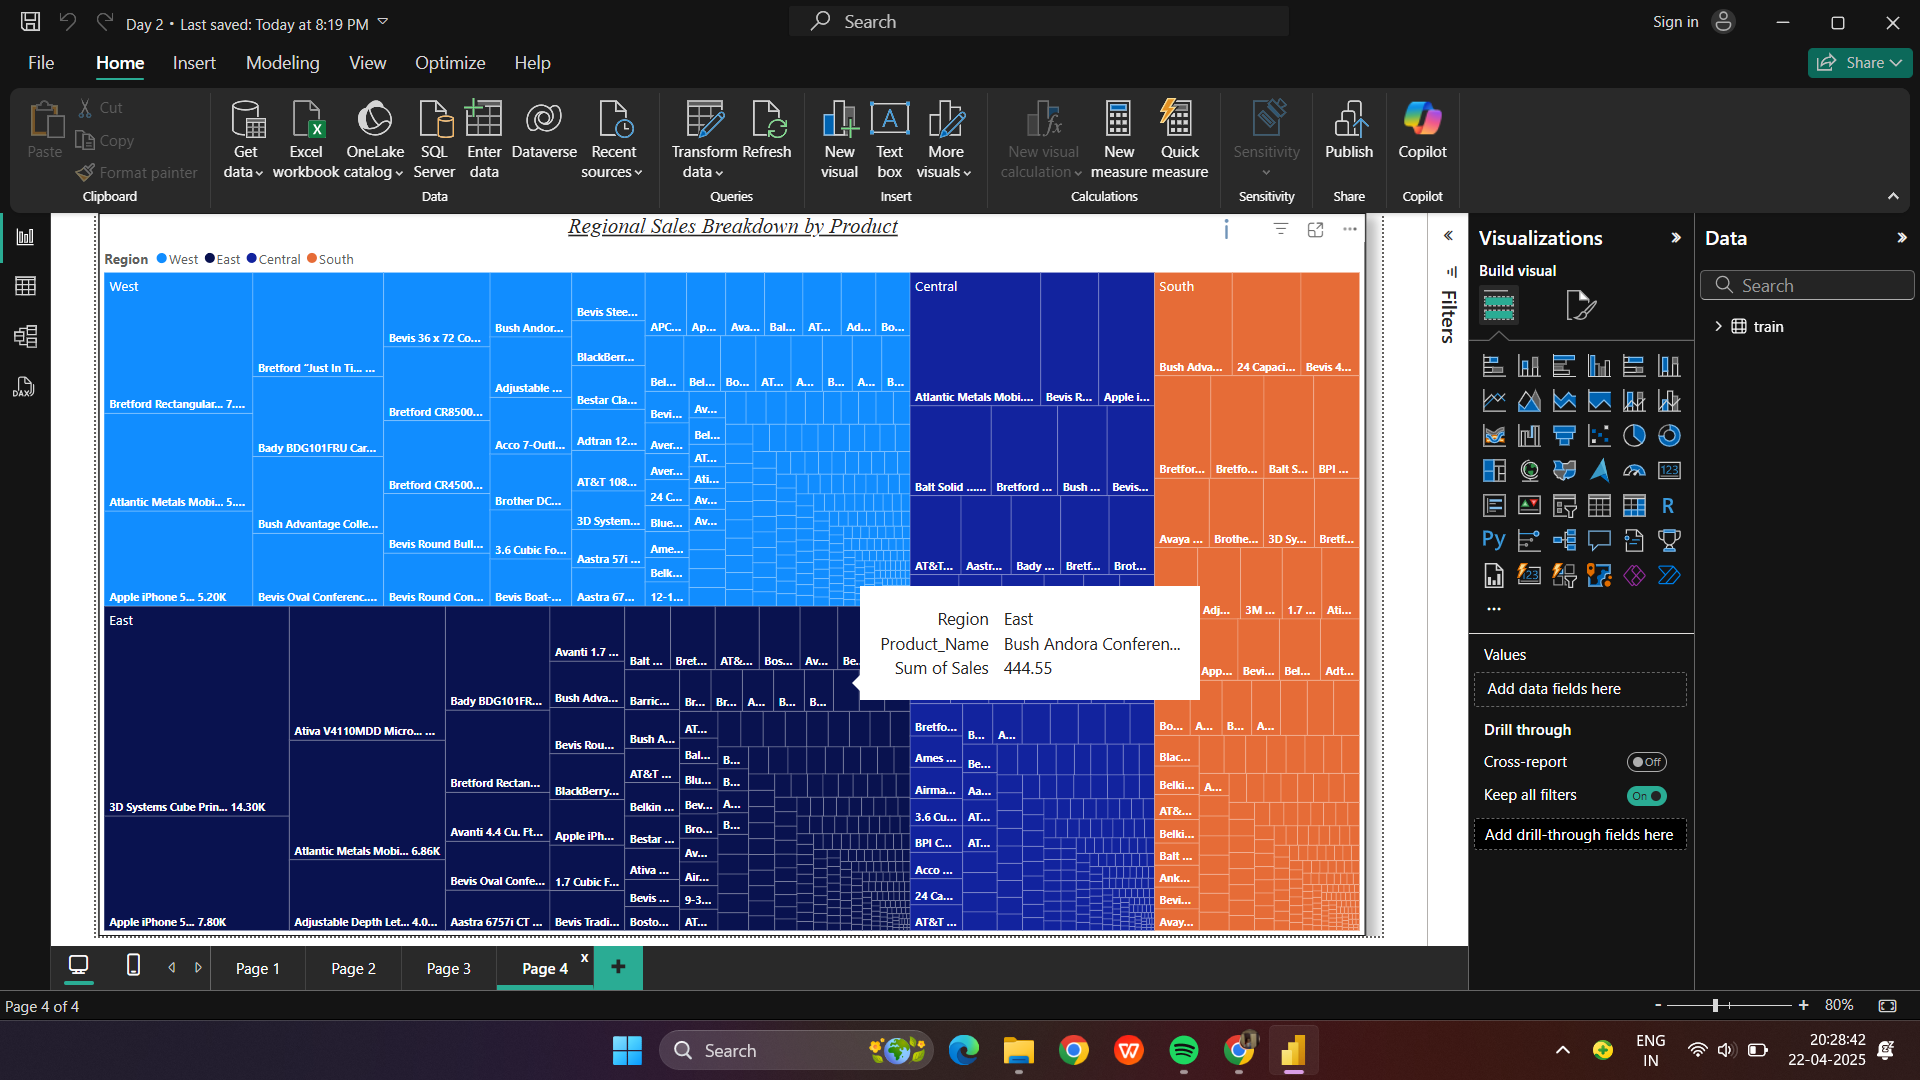 Day 2 • Last saved: Today at 8:19 PM
Search
Sign in
File
Home
Insert
Modeling
View
Optimize
Help
Share
Paste
Cut
Copy
Format painter
Clipboard
Get data
Excel workbook
OneLake catalog
SQL Server
Enter data
Dataverse
Recent sources
Data
Transform data
Refresh
Queries
New visual
Text box
More visuals
Insert
New visual calculation
New measure
Quick measure
Calculations
Sensitivity
Sensitivity
Publish
Share
Copilot
Copilot
Regional Sales Breakdown by Product
Region West East Central South
West
Bretford Rectangular... 7....
Atlantic Metals Mobi... 5....
Apple iPhone 5... 5.20K
Bretford “Just In Ti... ...
Bady BDG101FRU Car...
Bush Advantage Colle...
Bevis Oval Conferenc....
Bevis 36 x 72 Co...
Bretford CR8500...
Bretford CR4500...
Bevis Round Bull...
Bevis Round Con...
Bush Andor...
Adjustable ...
Acco 7-Outl...
Brother DC...
3.6 Cubic Fo...
Bevis Boat-...
Bevis Stee...
BlackBerr...
Bestar Cla...
Adtran 12...
AT&T 108...
3D System...
Aastra 57i ...
Aastra 67...
APC...
Ap...
Ava...
Bal...
AT...
Ad...
Bo...
Bel...
Bel...
Bo...
AT...
A...
B...
A...
B...
Bevi...
Aver...
Aver...
24 C...
Blue...
Ame...
Belk...
12-1...
Av...
Bel...
AT...
Ati...
Av...
Av...
East
3D Systems Cube Prin... 14.30K
Apple iPhone 5... 7.80K
Ativa V4110MDD Micro... ...
Atlantic Metals Mobi... 6.86K
Adjustable Depth Let... 4.0...
Bady BDG101FR...
Bretford Rectan...
Avanti 4.4 Cu. Ft...
Bevis Oval Confe...
Aastra 6757i CT ...
Avanti 1.7 ...
Bush Adva...
Bevis Rou...
BlackBerry...
Apple iPh...
1.7 Cubic F...
Bevis Tradi...
Balt ...
Bret...
AT&...
Bos...
Av...
Be...
Barric...
Bush A...
AT&T ...
Belkin ...
Bestar ...
Ativa ...
Bevis ...
Bosto...
Br...
Br...
A...
B...
B...
AT...
Bal...
Blu...
Bev...
Bro...
Av...
Air...
9-3...
AT...
B...
B...
A...
B...
Central
Atlantic Metals Mobi....
Bevis R...
Apple i...
Balt Solid ......
Bretford ...
Bush ...
Bevis...
AT&T...
Aastr...
Bady ...
Bretf...
Brot...
Bretfo...
Ames ...
Airma...
3.6 Cu...
BPI C...
Acco ...
24 Ca...
AT&T ...
B...
A...
Be...
Aa...
AT...
AT...
South
Bush Adva...
24 Capaci...
Bevis 4...
Bretfor...
Bretfo...
Balt S...
BPI ...
Avaya ...
Brothe...
3D Sy...
Bretf...
Adj...
3M ...
1.7 ...
Ati...
App...
Bevi...
Bel...
Adt...
Bo...
A...
B...
A...
Blac...
Belki...
A...
AT&...
Belki...
Balt ...
Ank...
Bevi...
Avay...
Region East
Product_Name Bush Andora Conferen...
Sum of Sales 444.55
Filters
Visualizations
Build visual
123
R
Py
123
...
Values
Add data fields here
Drill through
Cross-report
Off
Keep all filters
On
Add drill-through fields here
Data
Search
train
DAX
Page 1
Page 2
Page 3
Page 4
x
+
Page 4 of 4
- + 80%
Search
ENG
IN
20:28:42
22-04-2025